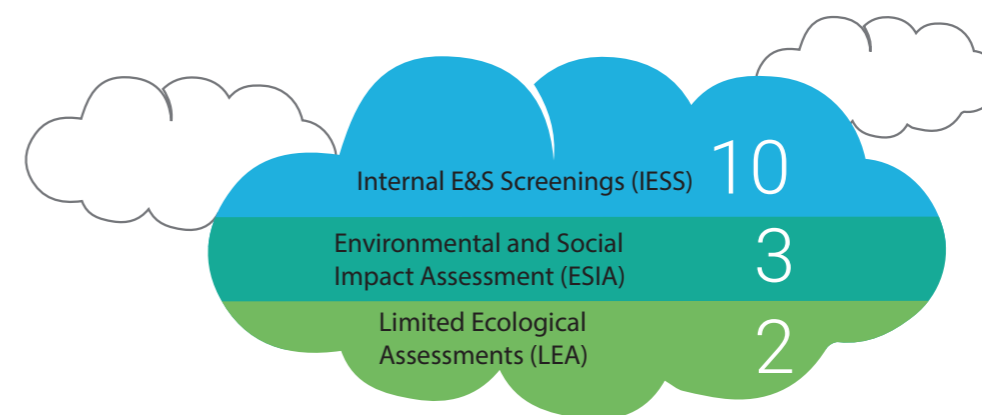 Internal E&S Screenings (IESS) 10
Environmental and Social
Impact Assessment (ESIA) 3
Limited Ecological
Assessments (LEA) 2